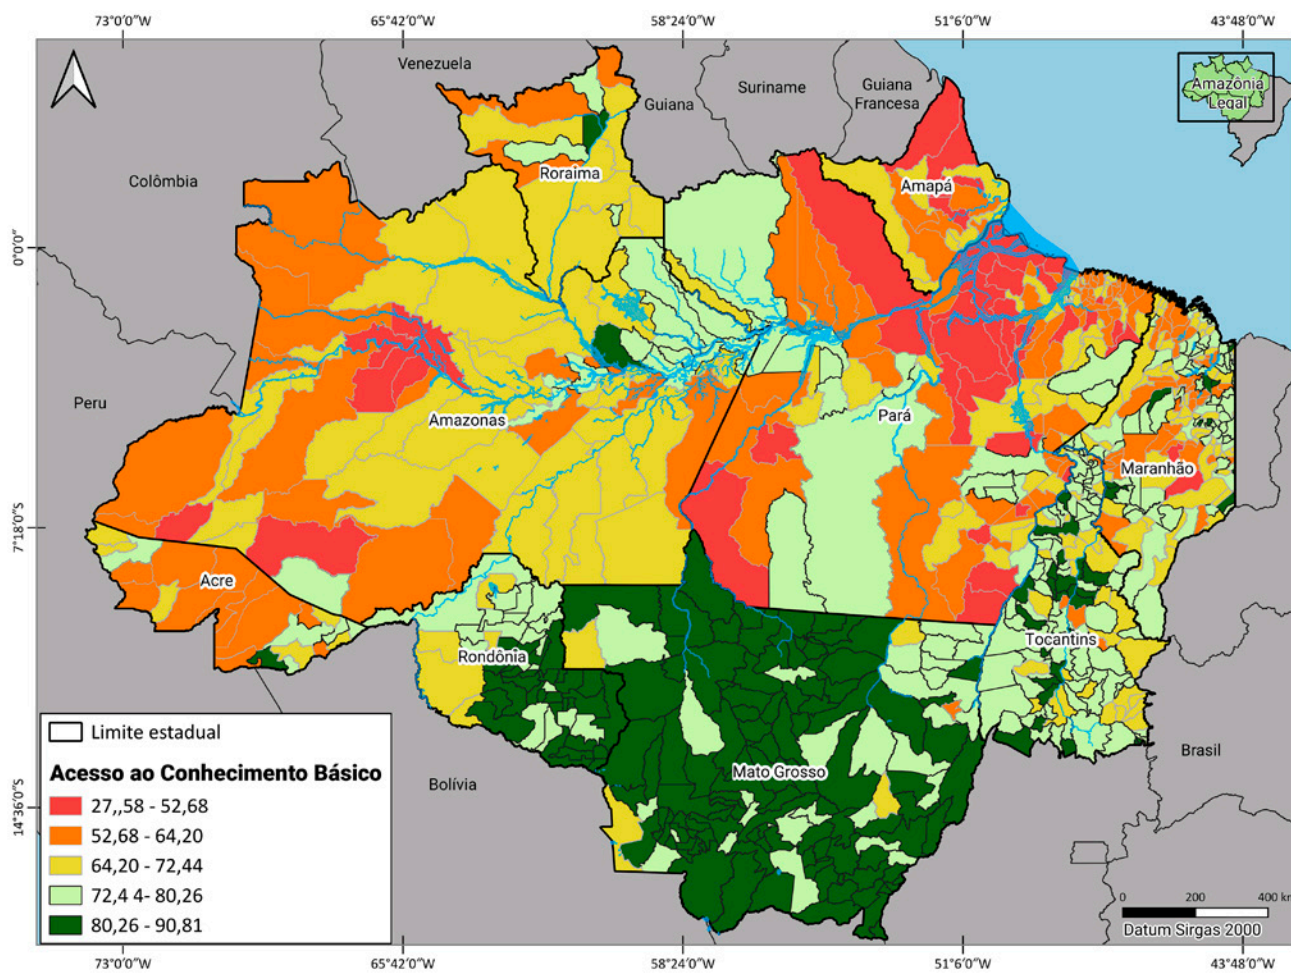 73°0'0"W 65°42'0"W 58°24'0"W 51°6'0"W 43°48'0"W
Venezuela
Guiana
Suriname
Guiana
Francesa
Amazônia
Legal
Colômbia
Roraima
Amapá
0°0'0"
Peru
Amazonas
Pará
Maranhão
7°18'0"S
Acre
Rondônia
Tocantins
Mato Grosso
Bolívia
Brasil
14°36'0"S
Limite estadual
Acesso ao Conhecimento Básico
27,,58 - 52,68
52,68 - 64,20
64,20 - 72,44
72,4 4- 80,26
80,26 - 90,81
0 200 400 km
Datum Sirgas 2000
73°0'0"W 65°42'0"W 58°24'0"W 51°6'0"W 43°48'0"W